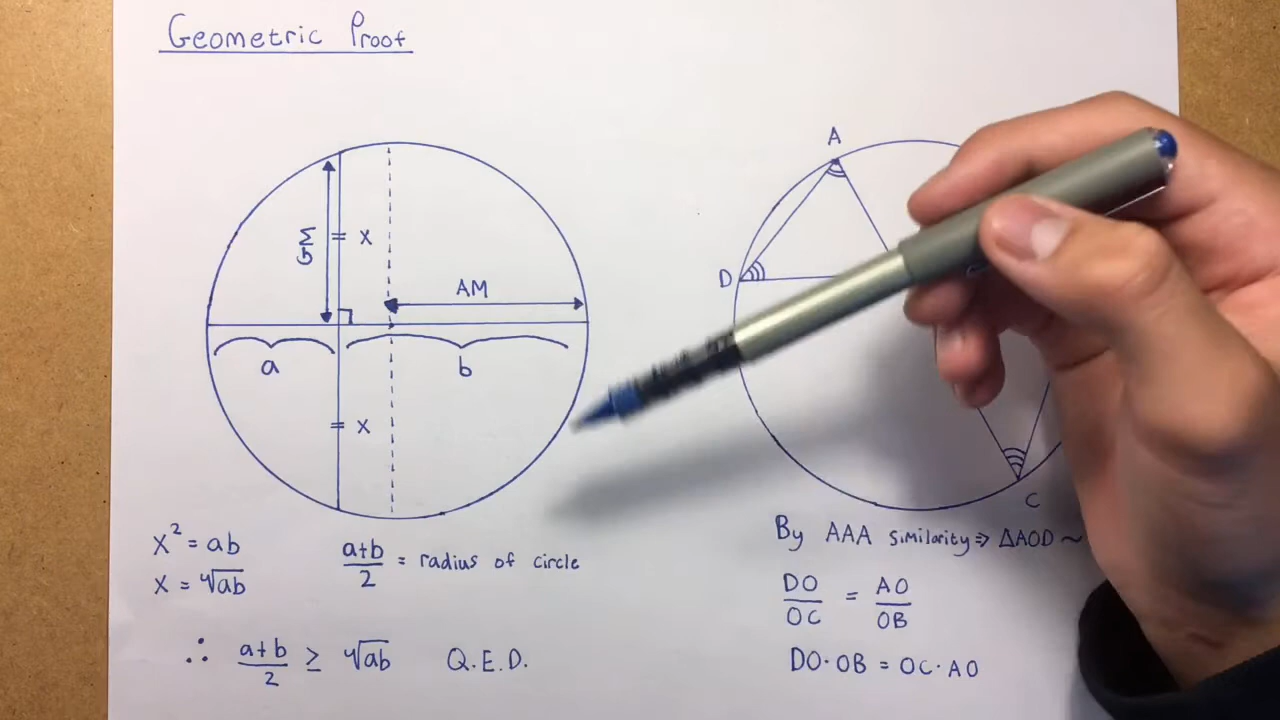 Geometric Proof
GM
= X
AM
a
b
= X
X² = ab
X = √ab
a+b/2 = radius of circle
∴ a+b/2 ≥ √ab Q.E.D.
A
D
C
By AAA similarity ⇒ ΔAOD ~
DO/OC = AO/OB
DO·OB = OC·AO